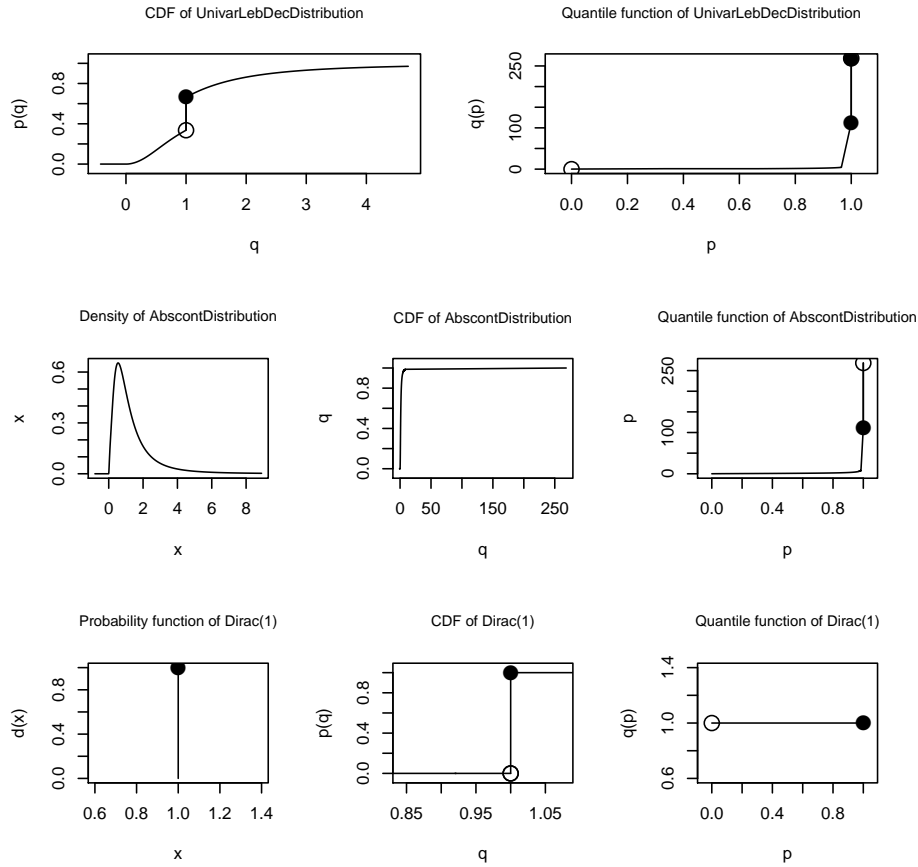 CDF of UnivarLebDecDistribution
p(q)
0.0 0.4 0.8
0 1 2 3 4
q
Quantile function of UnivarLebDecDistribution
q(p)
0 100 250
0.0 0.2 0.4 0.6 0.8 1.0
p
Density of AbscontDistribution
x
0.0 0.3 0.6
0 2 4 6 8
x
CDF of AbscontDistribution
q
0.0 0.4 0.8
0 50 150 250
q
Quantile function of AbscontDistribution
p
0 100 250
0.0 0.4 0.8
p
Probability function of Dirac(1)
d(x)
0.0 0.4 0.8
0.6 0.8 1.0 1.2 1.4
x
CDF of Dirac(1)
p(q)
0.0 0.4 0.8
0.85 0.95 1.05
q
Quantile function of Dirac(1)
q(p)
0.6 1.0 1.4
0.0 0.4 0.8
p